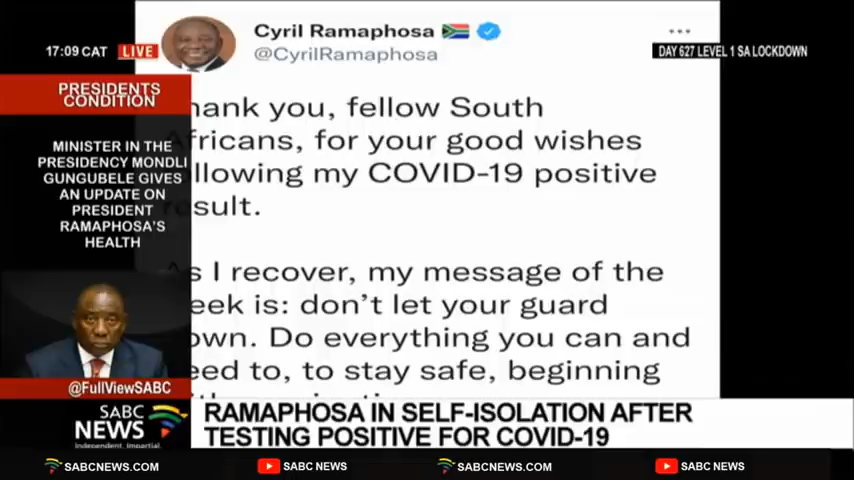 Cyril Ramaphosa
@CyrilRamaphosa
17:09 CAT LIVE
DAY 627 LEVEL 1 SA LOCKDOWN
PRESIDENTS
CONDITION
MINISTER IN THE
PRESIDENCY MONDLI
GUNGUBELE GIVES
AN UPDATE ON
PRESIDENT
RAMAPHOSA'S
HEALTH
hank you, fellow South
fricans, for your good wishes
llowing my COVID-19 positive
esult.
s I recover, my message of the
eek is: don't let your guard
own. Do everything you can and
eed to, to stay safe, beginning
@FullViewSABC
SABC
NEWS
Independent. Impartial.
RAMAPHOSA IN SELF-ISOLATION AFTER
TESTING POSITIVE FOR COVID-19
SABCNEWS.COM SABC NEWS SABCNEWS.COM SABC NEWS